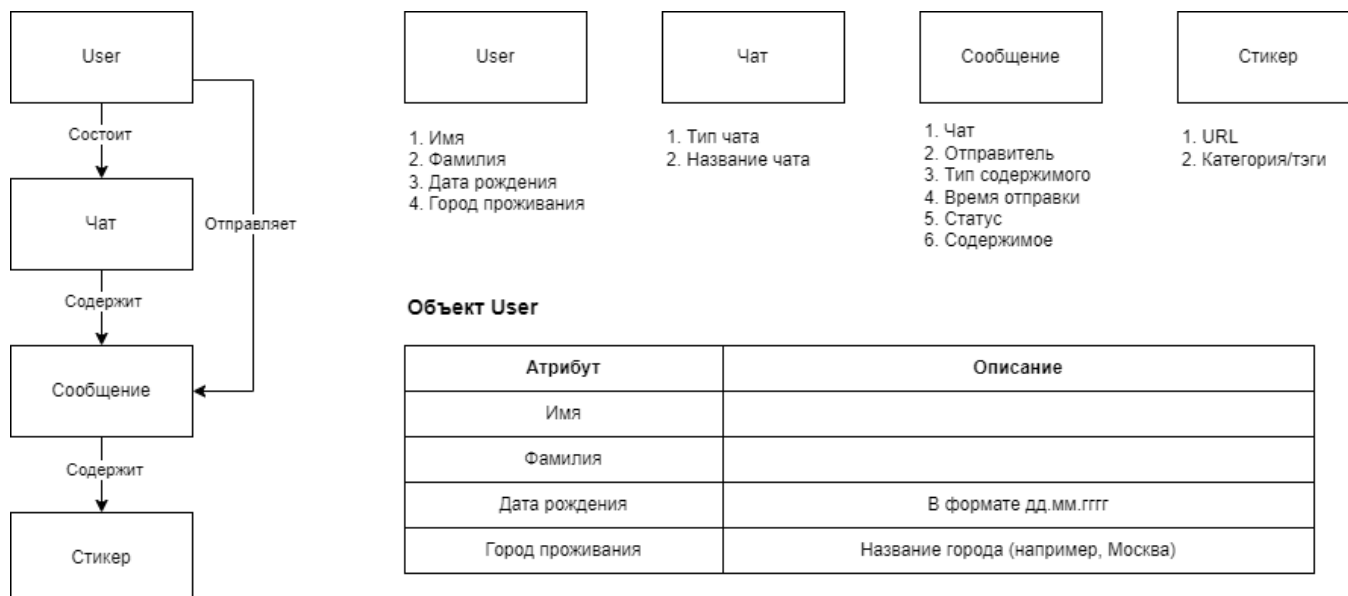 User
Состоит
Чат
Отправляет
Содержит
Сообщение
Содержит
Стикер
User
1. Имя
2. Фамилия
3. Дата рождения
4. Город проживания
Чат
1. Тип чата
2. Название чата
Сообщение
1. Чат
2. Отправитель
3. Тип содержимого
4. Время отправки
5. Статус
6. Содержимое
Стикер
1. URL
2. Категория/тэги
Объект User
Атрибут Описание
Имя
Фамилия
Дата рождения В формате дд.мм.гггг
Город проживания Название города (например, Москва)